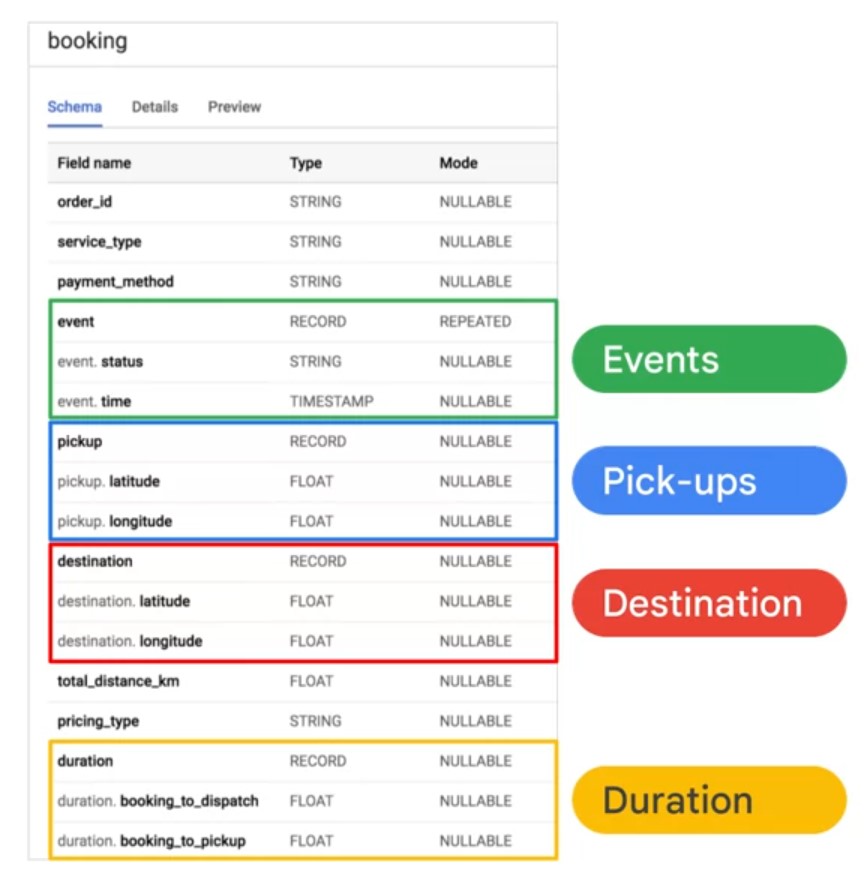 booking
Schema Details Preview
Field name Type Mode
order_id STRING NULLABLE
service_type STRING NULLABLE
payment_method STRING NULLABLE
event RECORD REPEATED
event. status STRING NULLABLE
event. time TIMESTAMP NULLABLE
Events
pickup RECORD NULLABLE
pickup. latitude FLOAT NULLABLE
pickup. longitude FLOAT NULLABLE
Pick-ups
destination RECORD NULLABLE
destination. latitude FLOAT NULLABLE
destination. longitude FLOAT NULLABLE
Destination
total_distance_km FLOAT NULLABLE
pricing_type STRING NULLABLE
duration RECORD NULLABLE
duration. booking_to_dispatch FLOAT NULLABLE
duration. booking_to_pickup FLOAT NULLABLE
Duration